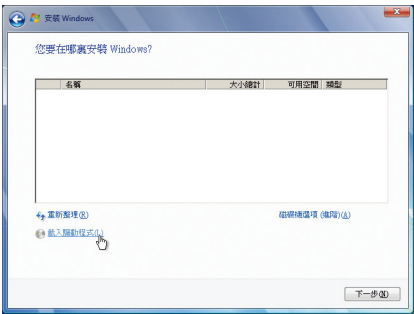 安裝 Windows
您要在哪裏安裝 Windows?
名稱 大小總計 可用空間 類型
重新整理(R) 磁碟機選項 (進階)(A)
載入驅動程式(L)
下一步(N)